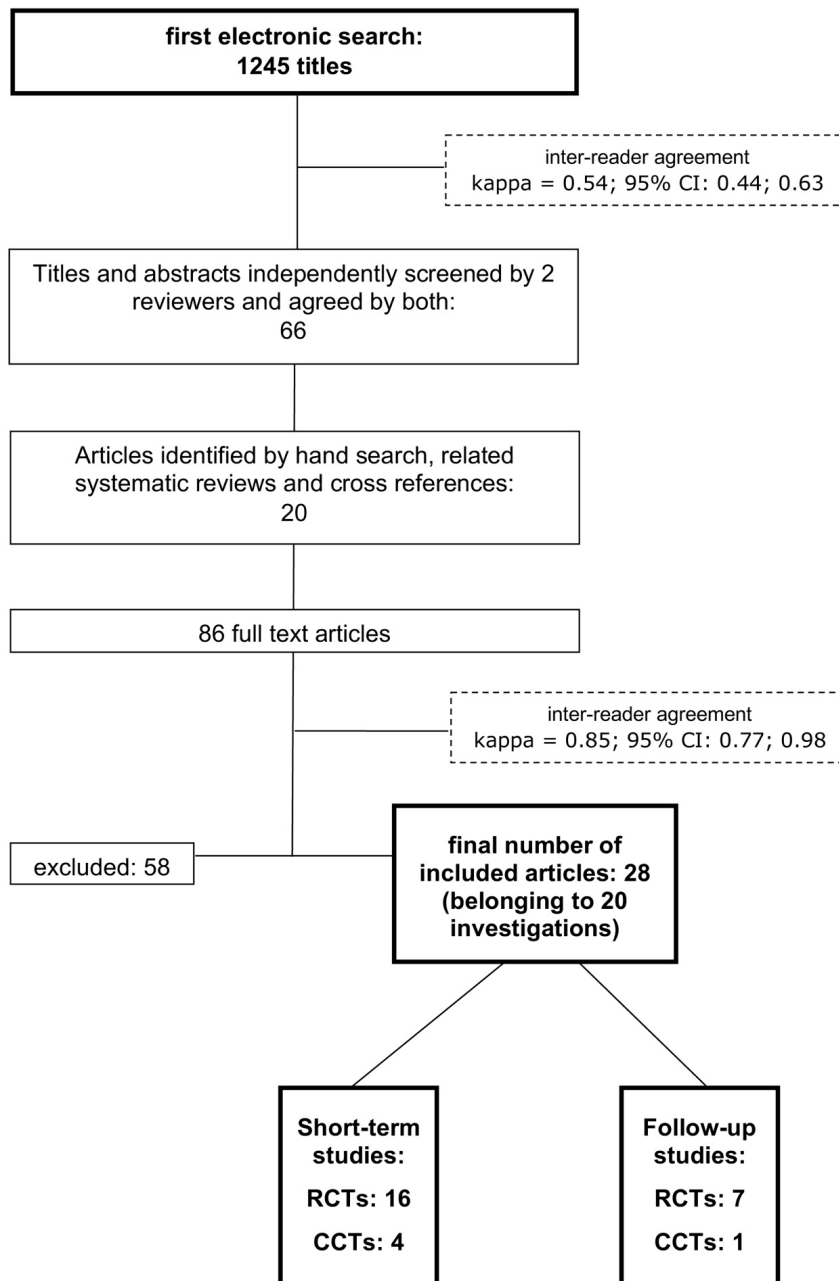 first electronic search:
1245 titles
inter-reader agreement
kappa = 0.54; 95% CI: 0.44; 0.63
Titles and abstracts independently screened by 2
reviewers and agreed by both:
66
Articles identified by hand search, related
systematic reviews and cross references:
20
86 full text articles
inter-reader agreement
kappa = 0.85; 95% CI: 0.77; 0.98
excluded: 58
final number of
included articles: 28
(belonging to 20
investigations)
Short-term
studies:
RCTs: 16
CCTs: 4
Follow-up
studies:
RCTs: 7
CCTs: 1